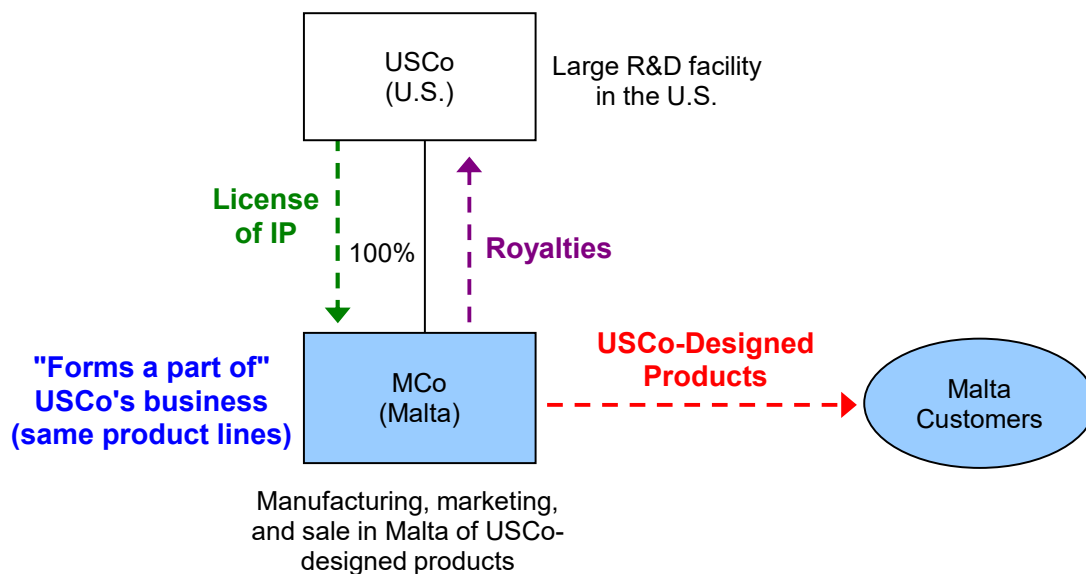 USCo
(U.S.)
Large R&D facility
in the U.S.
License
of IP
100%
Royalties
"Forms a part of"
USCo's business
(same product lines)
MCo
(Malta)
USCo-Designed
Products
Malta
Customers
Manufacturing, marketing,
and sale in Malta of USCo-
designed products